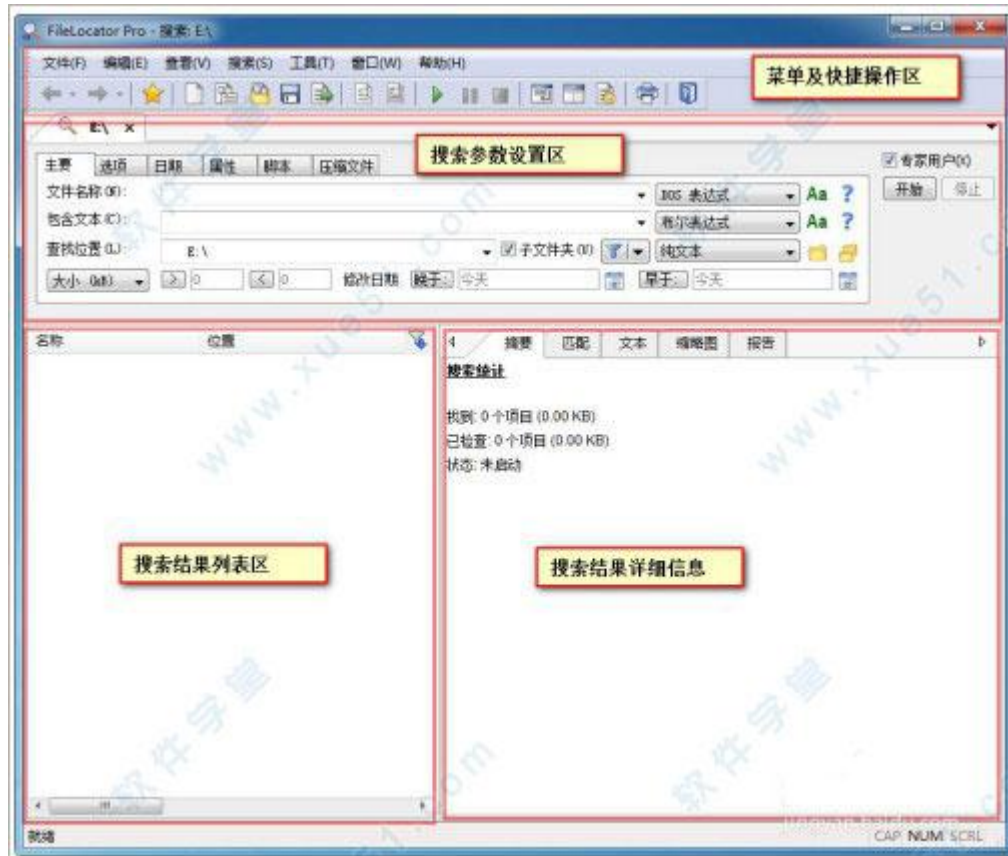 FileLocator Pro - 搜索: E:\
文件(F) 编辑(E) 查看(V) 搜索(S) 工具(T) 窗口(W) 帮助(H)
菜单及快捷操作区
E:\
搜索参数设置区
主要 选项 日期 属性 脚本 压缩文件
专家用户(X)
文件名称(N): DOS 表达式 Aa ?
开始 停止
包含文本(C): 布尔表达式 Aa ?
查找位置(L): E:\ 子文件夹 纯文本
大小 (kB) > 0 < 0 修改日期 晚于: 今天 早于: 今天
名称 位置
摘要 匹配 文本 缩略图 报告
搜索统计
找到: 0 个项目 (0.00 KB)
已检查: 0 个项目 (0.00 KB)
状态: 未启动
搜索结果列表区
搜索结果详细信息
就绪
CAP NUM SCRL
软件学堂
www.xue51.com